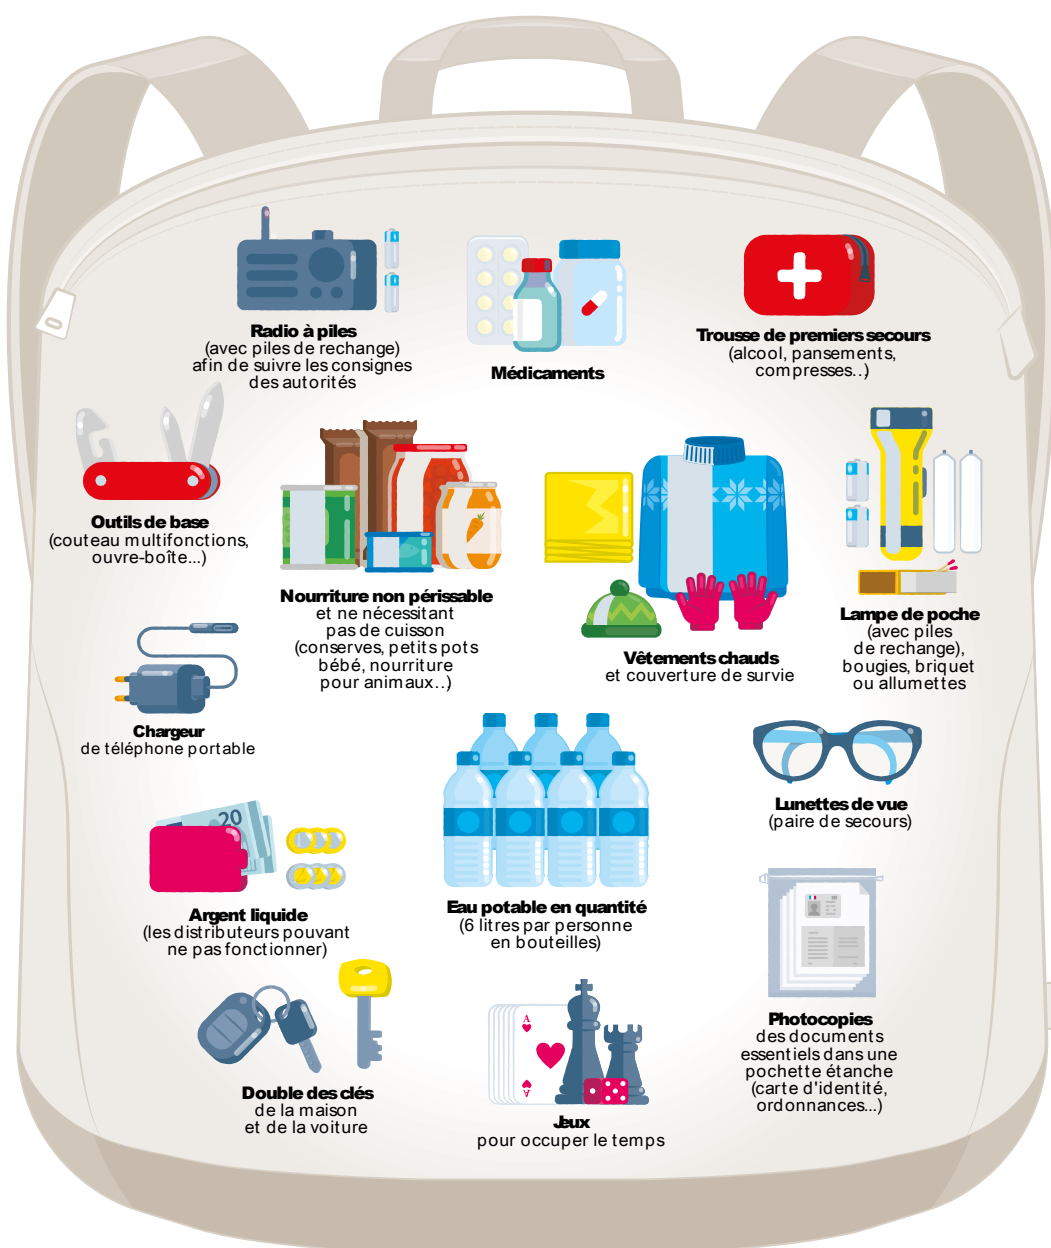 Radio à piles
(avec piles de rechange)
afin de suivre les consignes
des autorités
Médicaments
Trousse de premiers secours
(alcool, pansements,
compresses...)
Outils de base
(couteau multifonctions,
ouvre-boîte...)
Nourriture non périssable
et ne nécessitant
pas de cuisson
(conserves, petits pots
bébé, nourriture
pour animaux...)
Vêtements chauds
et couverture de survie
Lampe de poche
(avec piles
de rechange),
bougies, briquet
ou allumettes
Chargeur
de téléphone portable
Lunettes de vue
(paire de secours)
20
Argent liquide
(les distributeurs pouvant
ne pas fonctionner)
Eau potable en quantité
(6 litres par personne
en bouteilles)
Photocopies
des documents
essentiels dans une
pochette étanche
(carte d'identité,
ordonnances...)
Double des clés
de la maison
et de la voiture
A
A
Jeux
pour occuper le temps